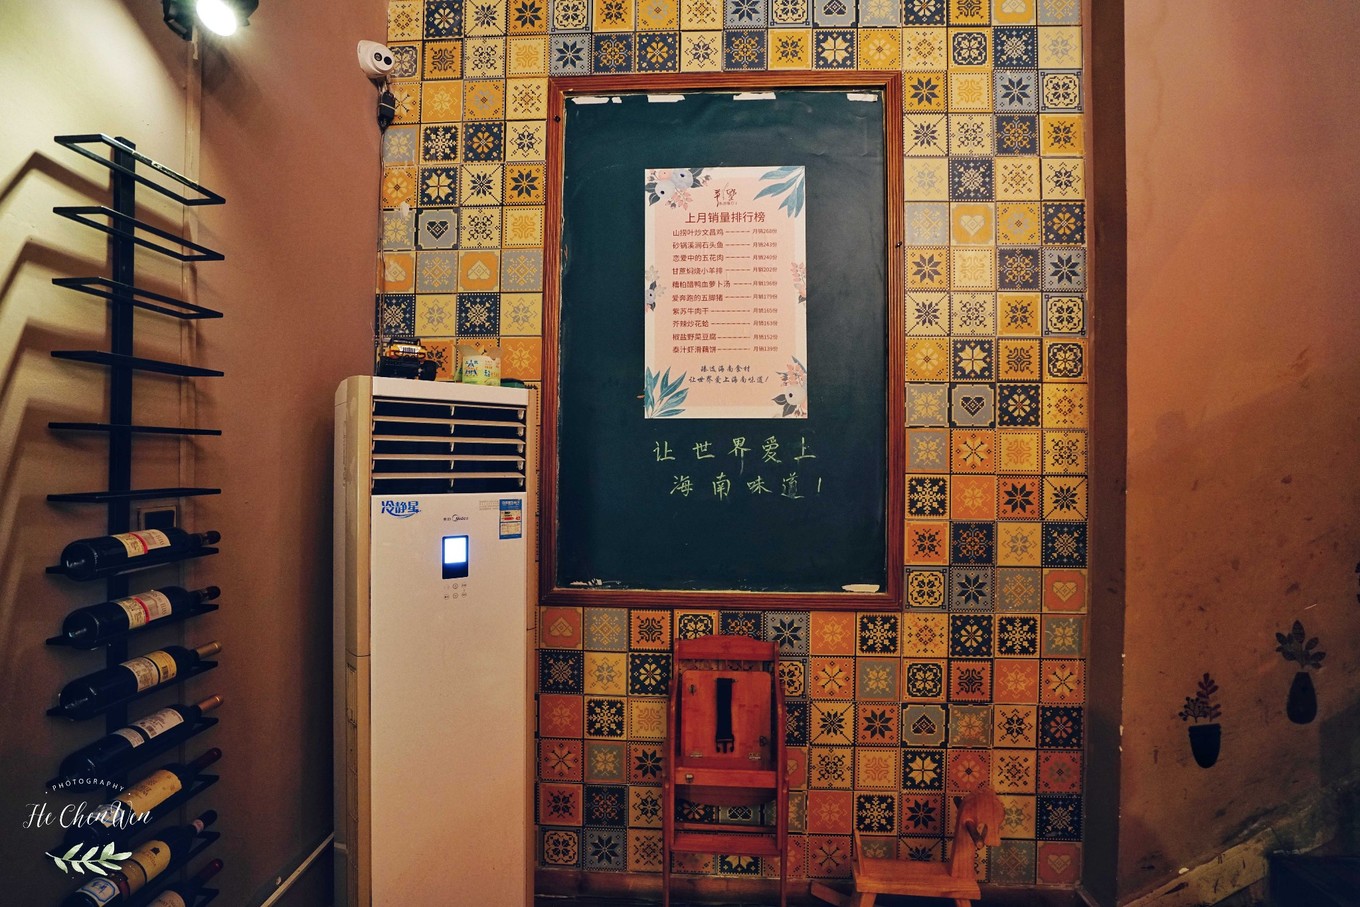 上月销量排行榜
山捞叶炒文昌鸡 —————— 月销268份
砂锅溪涧石头鱼 —————— 月销243份
恋爱中的五花肉 —————— 月销240份
甘蔗焖烧小羊排 —————— 月销202份
糟粕醋鸭血萝卜汤 ————— 月销198份
爱奔跑的五脚猪 —————— 月销179份
紫苏牛肉干 —————— 月销165份
芥辣炒花蛤 —————— 月销163份
椒盐野菜豆腐 —————— 月销152份
泰汁虾滑藕饼 —————— 月销139份
臻选海南食材
让世界爱上海南味道!
让世界爱上
海南味道!
冷静星
Midea
PHOTOGRAPHY
He Chen Wen